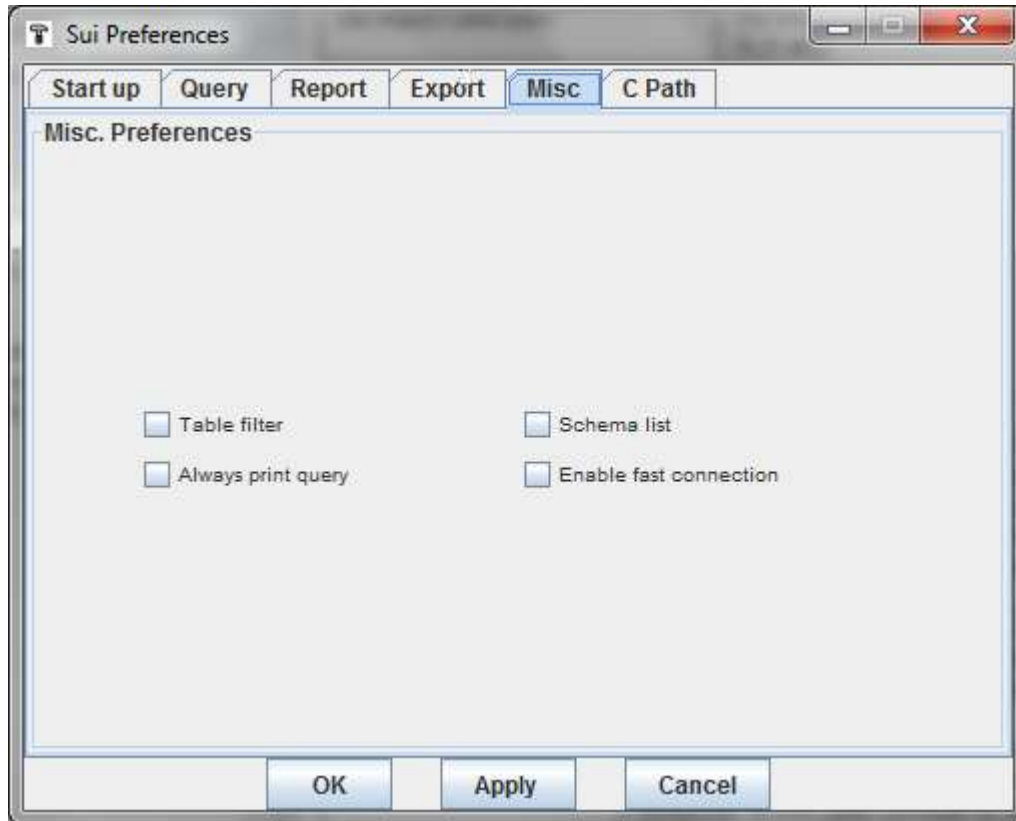 Sui Preferences
Start up Query Report Export Misc C Path
Misc. Preferences
Table filter Schema list
Always print query Enable fast connection
OK Apply Cancel